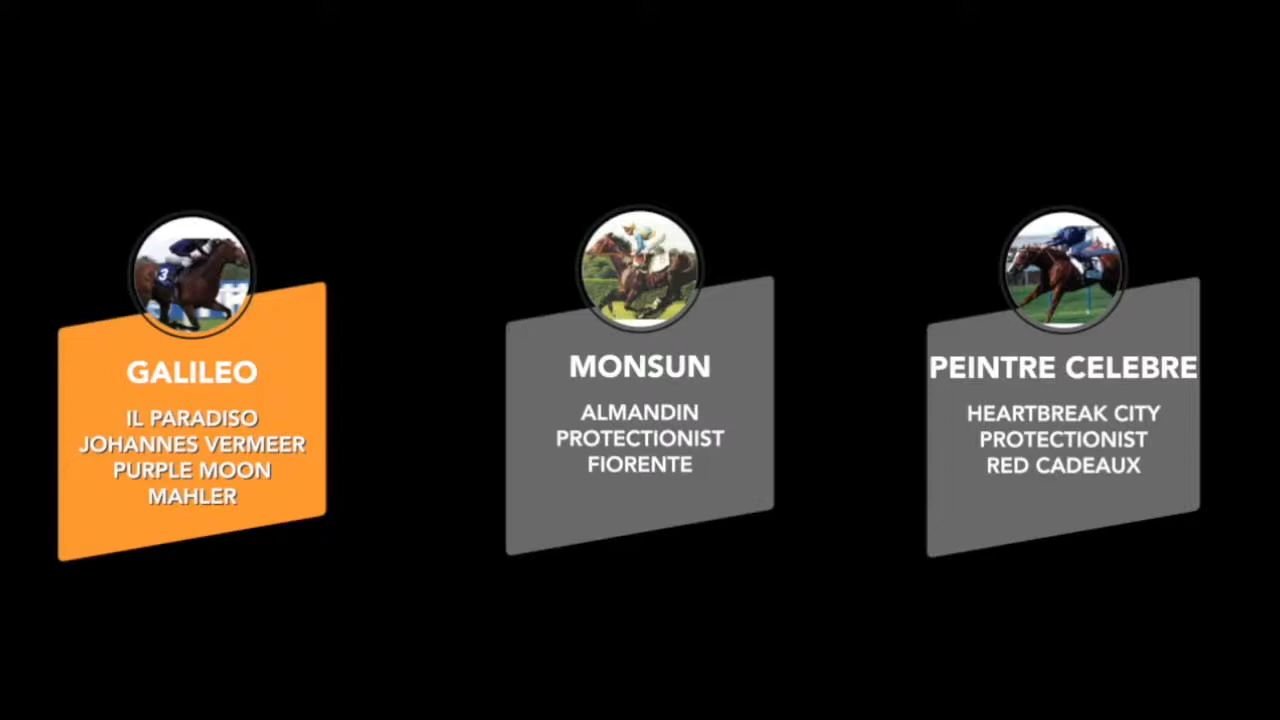 GALILEO
IL PARADISO
JOHANNES VERMEER
PURPLE MOON
MAHLER
MONSUN
ALMANDIN
PROTECTIONIST
FIORENTE
PEINTRE CELEBRE
HEARTBREAK CITY
PROTECTIONIST
RED CADEAUX
3